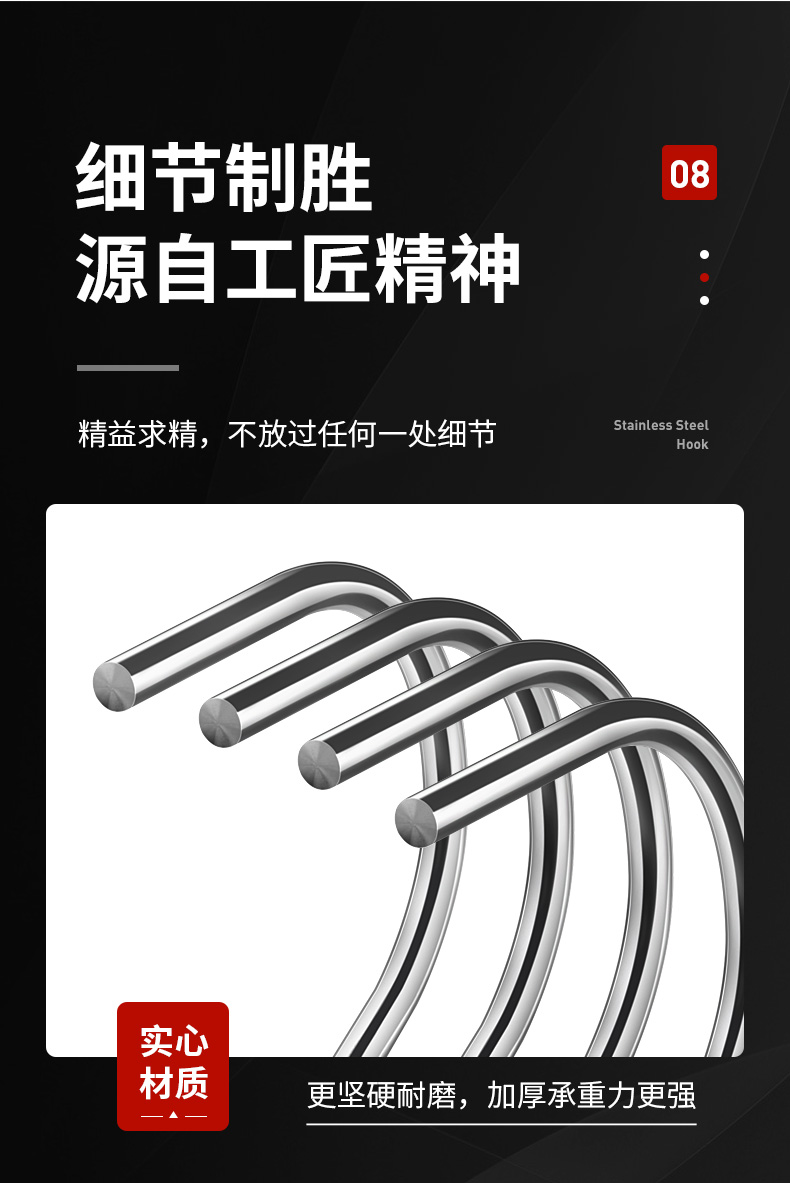 细节制胜
08
源自工匠精神
精益求精，不放过任何一处细节
Stainless Steel
Hook
实心
材质
更坚硬耐磨，加厚承重力更强